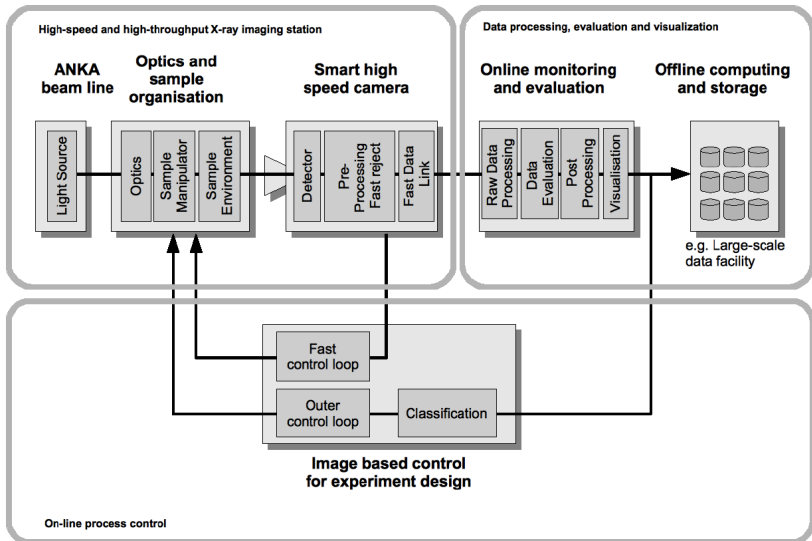 High-speed and high-throughput X-ray imaging station
Data processing, evaluation and visualization
ANKA
beam line
Optics and
sample
organisation
Smart high
speed camera
Online monitoring
and evaluation
Offline computing
and storage
Light Source
Optics
Sample
Manipulator
Sample
Environment
Detector
Pre-
Processing
Fast reject
Fast Data
Link
Raw Data
Processing
Data
Evaluation
Post
Processing
Visualisation
e.g. Large-scale
data facility
Fast
control loop
Outer
control loop
Classification
Image based control
for experiment design
On-line process control